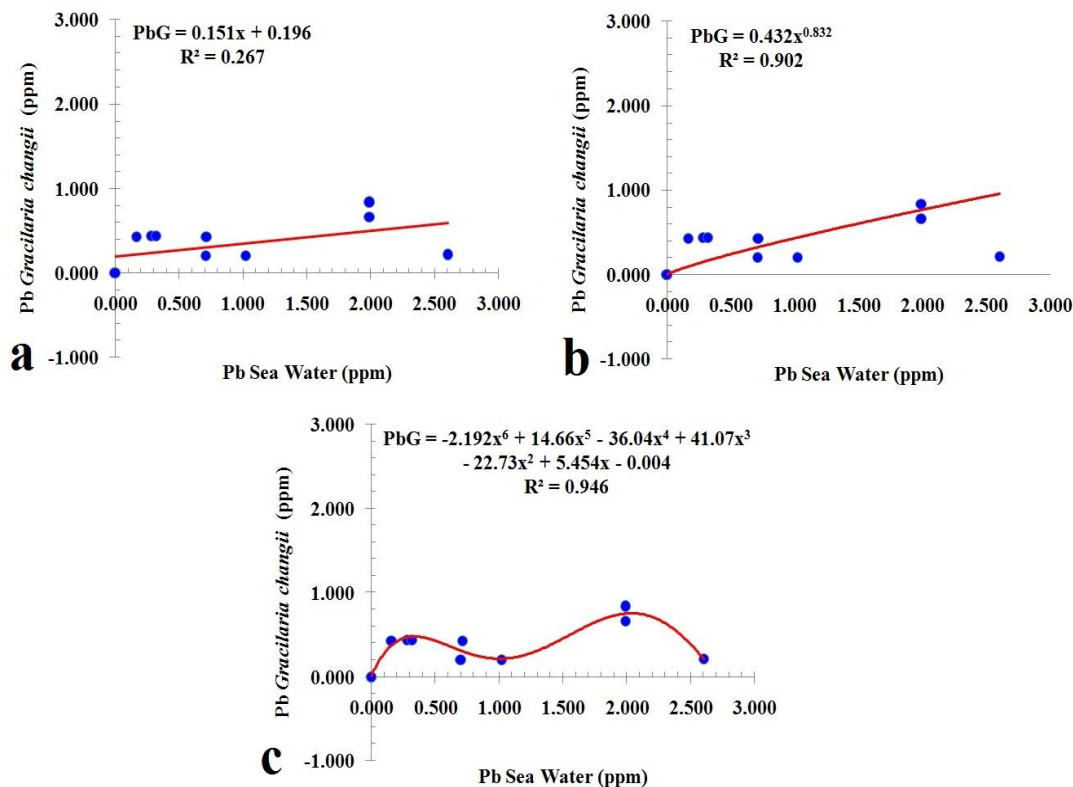 3.000
PbG = 0.151x + 0.196
R² = 0.267
2.000
1.000
0.000
0.000 0.500 1.000 1.500 2.000 2.500 3.000
-1.000
Pb Gracilaria changii (ppm)
Pb Sea Water (ppm)
a
3.000
PbG = 0.432x^0.832
R² = 0.902
2.000
1.000
0.000
0.000 0.500 1.000 1.500 2.000 2.500 3.000
-1.000
Pb Gracilaria changii (ppm)
Pb Sea Water (ppm)
b
3.000
PbG = -2.192x⁶ + 14.66x⁵ - 36.04x⁴ + 41.07x³
- 22.73x² + 5.454x - 0.004
R² = 0.946
2.000
1.000
0.000
0.000 0.500 1.000 1.500 2.000 2.500 3.000
-1.000
Pb Gracilaria changii (ppm)
Pb Sea Water (ppm)
c